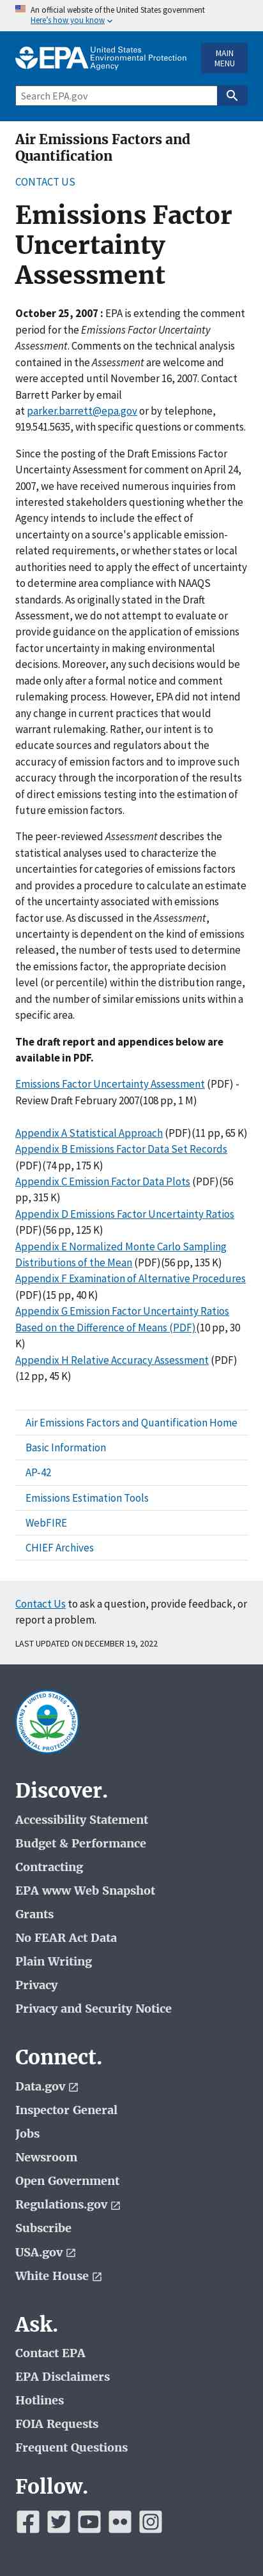 An official website of the United States government
Here's how you know
EPA United States
Environmental Protection
Agency
MAIN
MENU
Search EPA.gov
Air Emissions Factors and
Quantification
CONTACT US
Emissions Factor
Uncertainty
Assessment
October 25, 2007 : EPA is extending the comment
period for the Emissions Factor Uncertainty
Assessment. Comments on the technical analysis
contained in the Assessment are welcome and
were accepted until November 16, 2007. Contact
Barrett Parker by email
at parker.barrett@epa.gov or by telephone,
919.541.5635, with specific questions or comments.
Since the posting of the Draft Emissions Factor
Uncertainty Assessment for comment on April 24,
2007, we have received numerous inquiries from
interested stakeholders questioning whether the
Agency intends to include the effect of
uncertainty on a source's applicable emission-
related regulatory requirements, or whether other
local authorities will need to apply the results to
determine area compliance with NAAQS
standards. As originally stated in the Draft
Assessment, we do not attempt to evaluate or
provide guidance on the application of emissions
factor uncertainty in making environmental
decisions. Moreover, any such decisions would be
made only after a formal notice and comment
rulemaking process. However, EPA did not intend
any change in current practices that would
warrant rulemaking. Rather, our intent is to
educate sources and regulators about the
accuracy of emission factors and to improve such
accuracy through the incorporation of the results
of direct emissions testing into the estimation of
future emission factors.
The peer-reviewed Assessment describes the
statistical analyses used to characterize the
uncertainties for categories of emissions factors
and it also provides a procedure to calculate an estimate
of the uncertainty associated with emissions
factor use. As discussed in the Assessment,
uncertainty is dependent on the kind of emissions
released, the number of tests used to determine
the emissions factor, the appropriate decision
level, (or percentile) within the distribution range,
and the number of similar emissions units within a
specific area.
The draft report and appendices below are
available in PDF.
Emissions Factor Uncertainty Assessment (PDF) -
Review Draft February 2007(108 pp, 1 M)
Appendix A Statistical Approach (PDF)(11 pp, 65 K)
Appendix B Emissions Factor Data Set Records
(PDF)(74 pp, 175 K)
Appendix C Emission Factor Data Plots (PDF)(56
pp, 315 K)
Appendix D Emissions Factor Uncertainty Ratios
(PDF)(56 pp, 125 K)
Appendix E Normalized Monte Carlo Sampling
Distributions of the Mean (PDF)(56 pp, 135 K)
Appendix F Examination of Alternative Procedures
(PDF)(15 pp, 40 K)
Appendix G Emission Factor Uncertainty Ratios
Based on the Difference of Means (PDF)(10 pp, 30
K)
Appendix H Relative Accuracy Assessment (PDF)
(12 pp, 45 K)
Air Emissions Factors and Quantification Home
Basic Information
AP-42
Emissions Estimation Tools
WebFIRE
CHIEF Archives
Contact Us to ask a question, provide feedback, or
report a problem.
LAST UPDATED ON DECEMBER 19, 2022
UNITED STATES
ENVIRONMENTAL PROTECTION AGENCY
Discover.
Accessibility Statement
Budget & Performance
Contracting
EPA www Web Snapshot
Grants
No FEAR Act Data
Plain Writing
Privacy
Privacy and Security Notice
Connect.
Data.gov
Inspector General
Jobs
Newsroom
Open Government
Regulations.gov
Subscribe
USA.gov
White House
Ask.
Contact EPA
EPA Disclaimers
Hotlines
FOIA Requests
Frequent Questions
Follow.